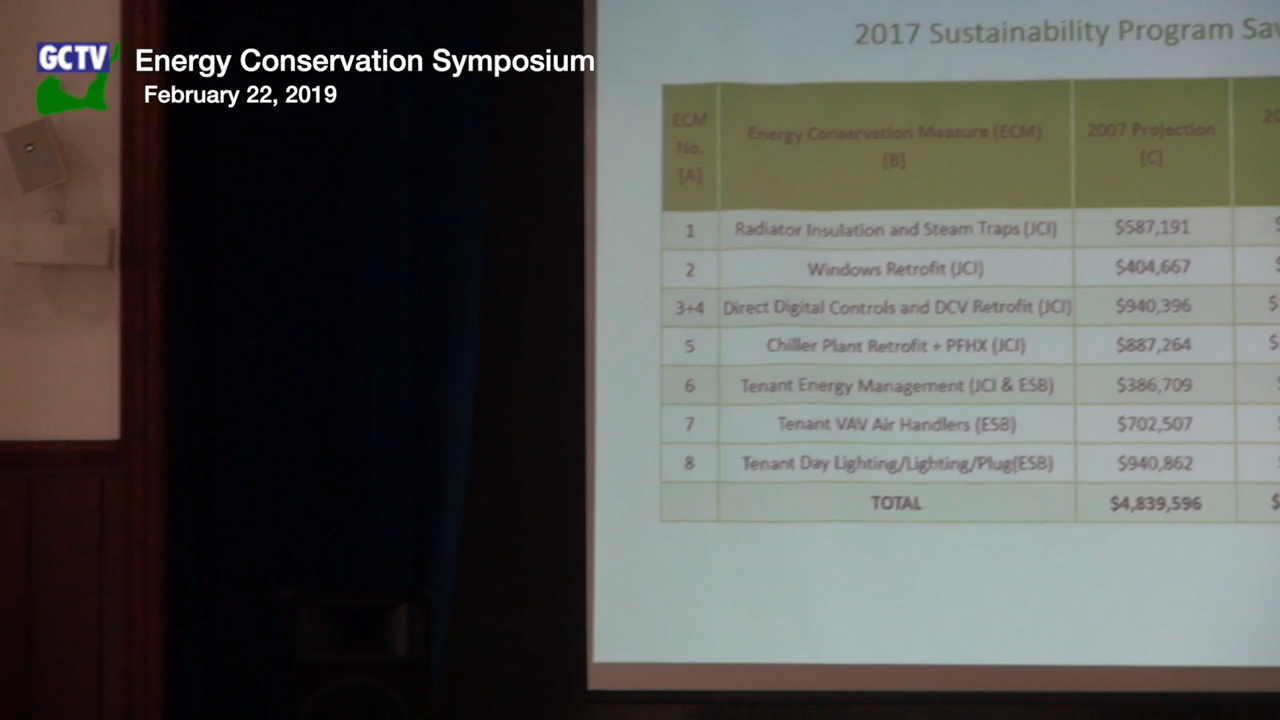 GCTV
Energy Conservation Symposium
February 22, 2019
2017 Sustainability Program Sav
ECM No. [A] Energy Conservation Measure (ECM) [B] 2007 Projection [C] 20
1 Radiator Insulation and Steam Traps (JCI) $587,191 $
2 Windows Retrofit (JCI) $404,667 $
3+4 Direct Digital Controls and DCV Retrofit (JCI) $940,396 $
5 Chiller Plant Retrofit + PFHX (JCI) $887,264 $
6 Tenant Energy Management (JCI & ESB) $386,709
7 Tenant VAV Air Handlers (ESB) $702,507
8 Tenant Day Lighting/Lighting/Plug(ESB) $940,862
TOTAL $4,839,596 $